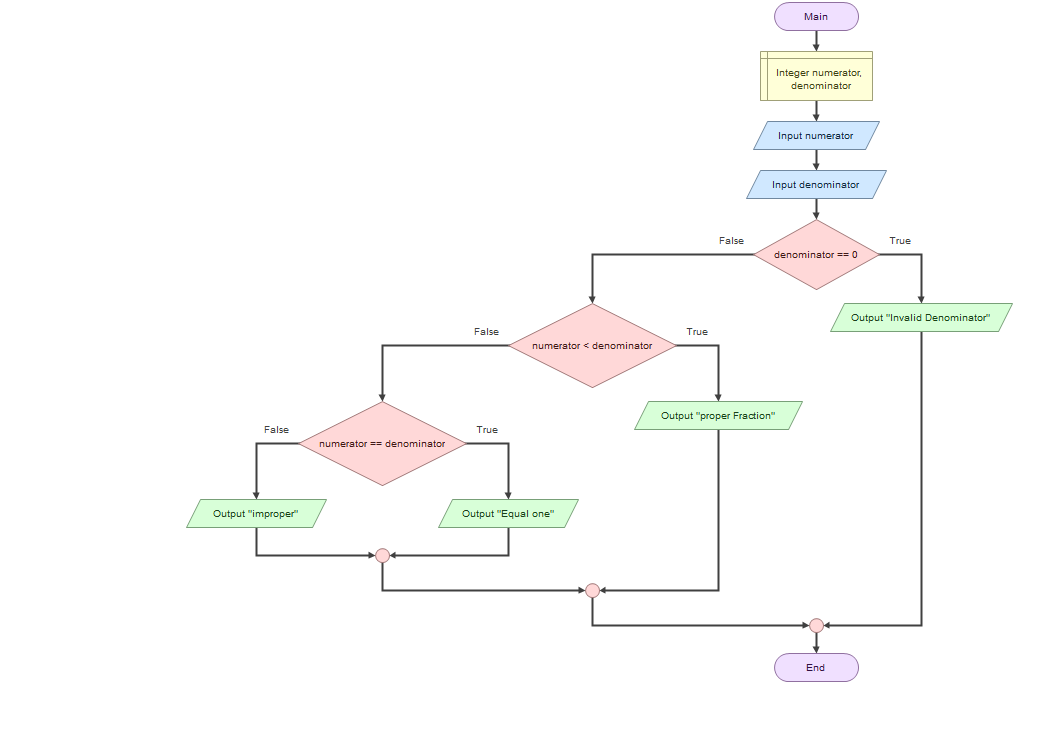 Main
Integer numerator,
denominator
Input numerator
Input denominator
False
True
denominator == 0
Output "Invalid Denominator"
False
True
numerator < denominator
Output "proper Fraction"
False
True
numerator == denominator
Output "improper"
Output "Equal one"
End